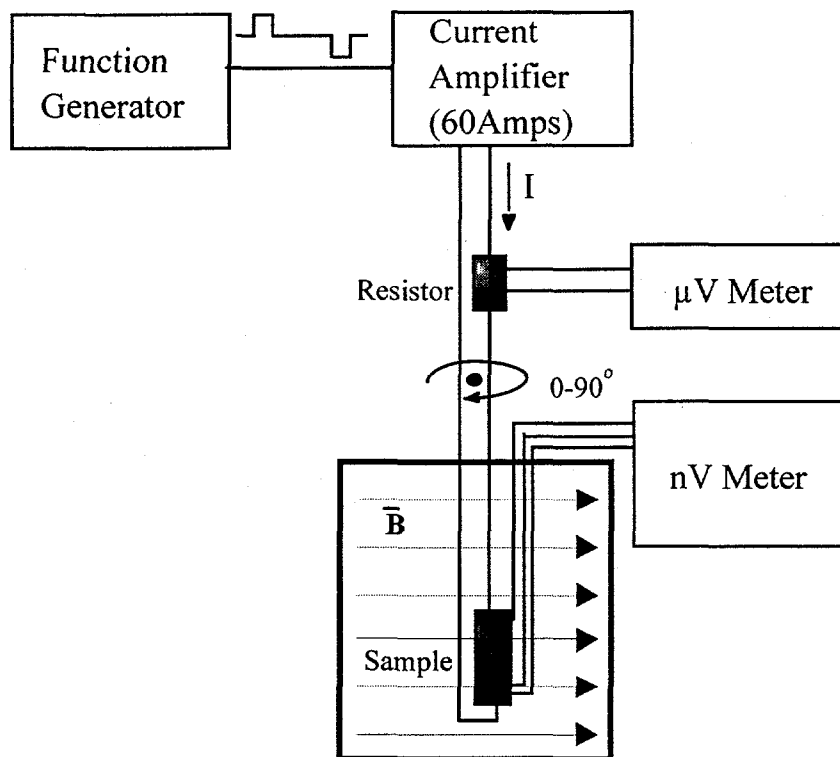 Function
Generator
Current
Amplifier
(60Amps)
I
Resistor
μV Meter
0-90°
nV Meter
B̅
Sample